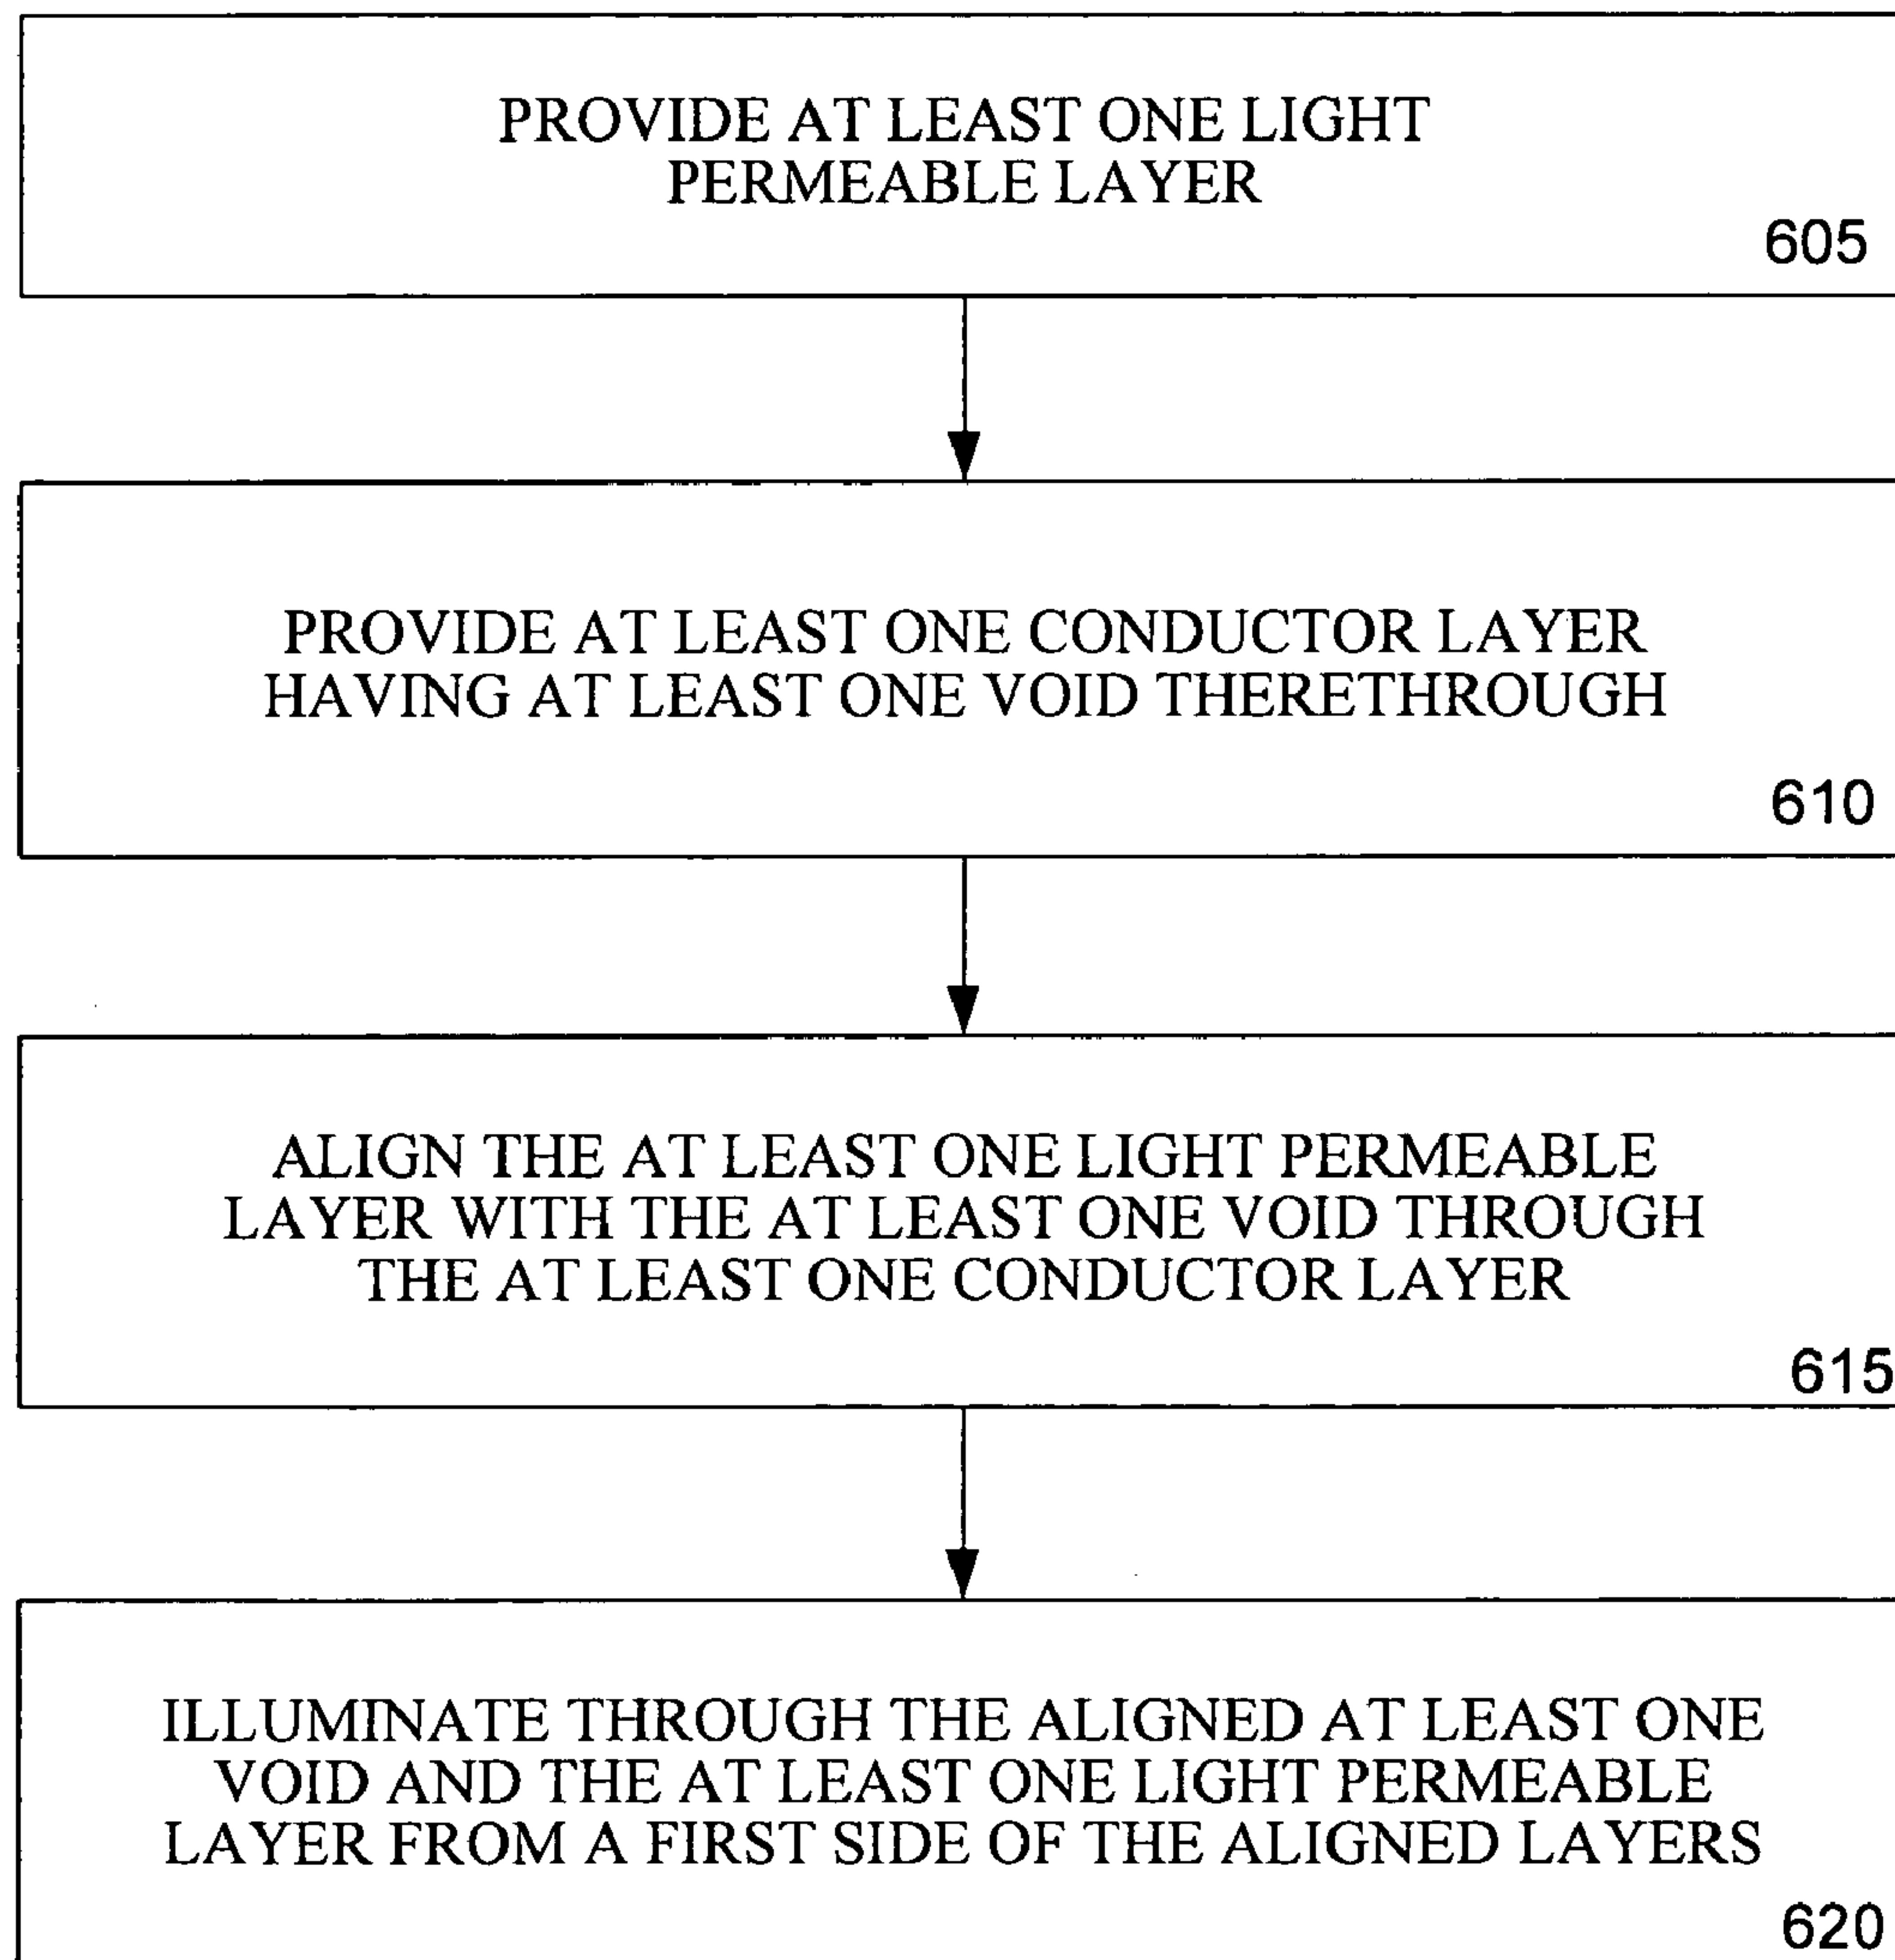 PROVIDE AT LEAST ONE LIGHT
PERMEABLE LAYER
605
PROVIDE AT LEAST ONE CONDUCTOR LAYER
HAVING AT LEAST ONE VOID THERETHROUGH
610
ALIGN THE AT LEAST ONE LIGHT PERMEABLE
LAYER WITH THE AT LEAST ONE VOID THROUGH
THE AT LEAST ONE CONDUCTOR LAYER
615
ILLUMINATE THROUGH THE ALIGNED AT LEAST ONE
VOID AND THE AT LEAST ONE LIGHT PERMEABLE
LAYER FROM A FIRST SIDE OF THE ALIGNED LAYERS
620